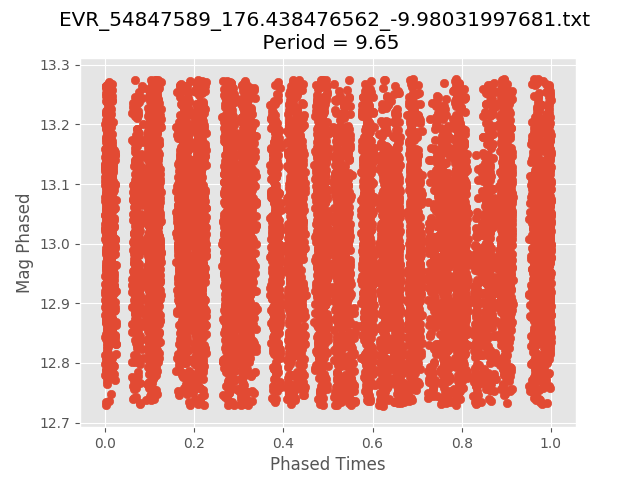 EVR_54847589_176.438476562_-9.98031997681.txt
Period = 9.65
13.3
13.2
13.1
13.0
12.9
12.8
12.7
Mag Phased
0.0 0.2 0.4 0.6 0.8 1.0
Phased Times